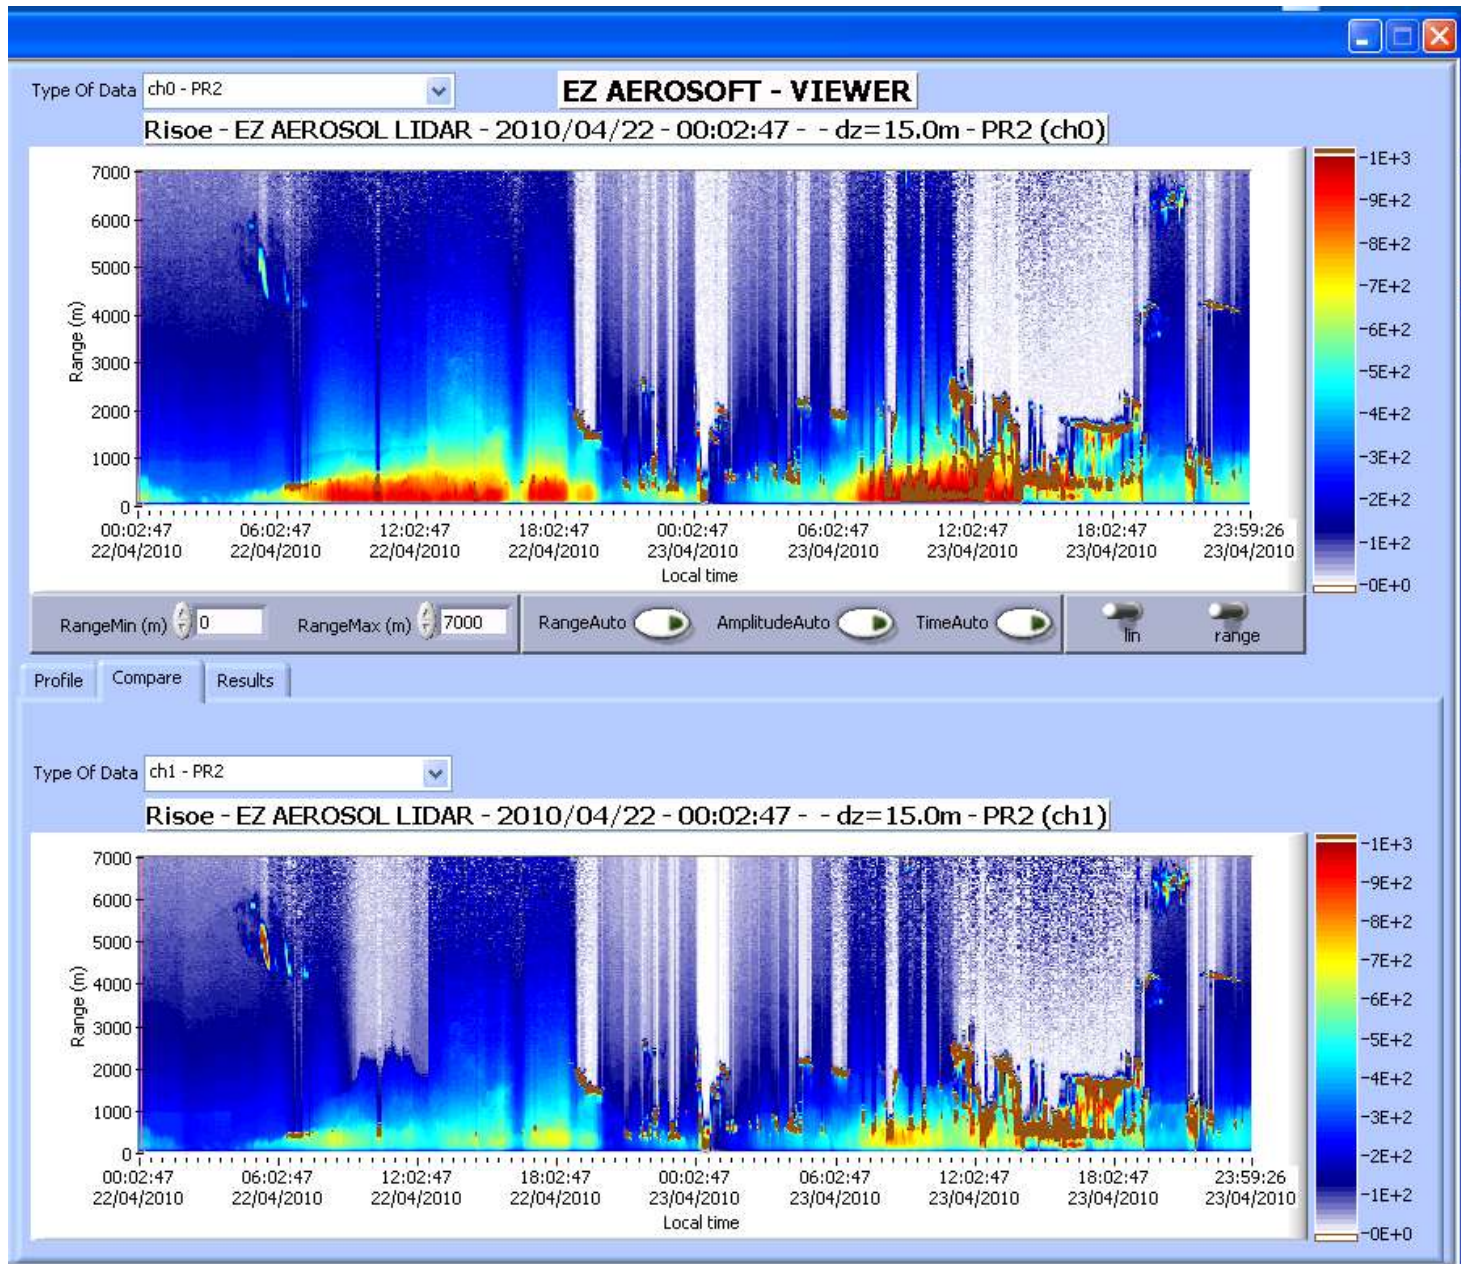 Type Of Data ch0 - PR2 EZ AEROSOFT - VIEWER
Risoe - EZ AEROSOL LIDAR - 2010/04/22 - 00:02:47 - - dz=15.0m - PR2 (ch0)
7000
6000
5000
4000
3000
2000
1000
0
Range (m)
00:02:47 06:02:47 12:02:47 18:02:47 00:02:47 06:02:47 12:02:47 18:02:47 23:59:26
22/04/2010 22/04/2010 22/04/2010 22/04/2010 23/04/2010 23/04/2010 23/04/2010 23/04/2010 23/04/2010
Local time
-1E+3
-9E+2
-8E+2
-7E+2
-6E+2
-5E+2
-4E+2
-3E+2
-2E+2
-1E+2
-0E+0
RangeMin (m) 0 RangeMax (m) 7000 RangeAuto AmplitudeAuto TimeAuto lin range
Profile Compare Results
Type Of Data ch1 - PR2
Risoe - EZ AEROSOL LIDAR - 2010/04/22 - 00:02:47 - - dz=15.0m - PR2 (ch1)
7000
6000
5000
4000
3000
2000
1000
0
Range (m)
00:02:47 06:02:47 12:02:47 18:02:47 00:02:47 06:02:47 12:02:47 18:02:47 23:59:26
22/04/2010 22/04/2010 22/04/2010 22/04/2010 23/04/2010 23/04/2010 23/04/2010 23/04/2010 23/04/2010
Local time
-1E+3
-9E+2
-8E+2
-7E+2
-6E+2
-5E+2
-4E+2
-3E+2
-2E+2
-1E+2
-0E+0